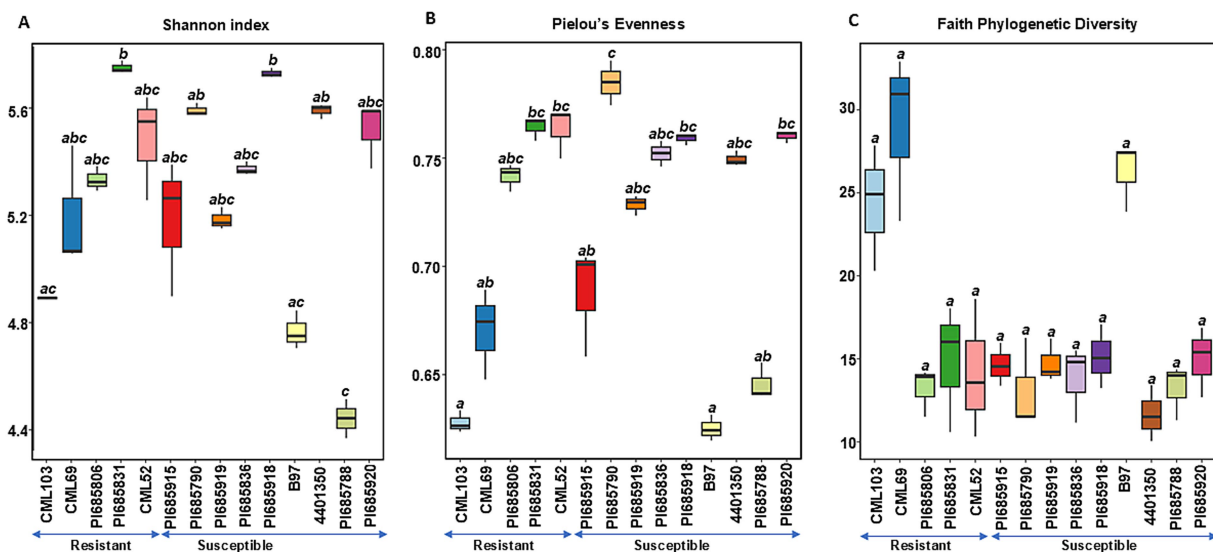 A
Shannon index
5.6
5.2
4.8
4.4
ac
abc
abc
b
abc
abc
ab
abc
abc
b
ac
ab
c
abc
CML103
CML69
PI685806
PI685831
CML52
PI685915
PI685790
PI685919
PI685836
PI685918
B97
4401350
PI685788
PI685920
Resistant
Susceptible
B
Pielou's Evenness
0.80
0.75
0.70
0.65
a
ab
abc
bc
bc
ab
c
abc
abc
bc
a
abc
ab
bc
CML103
CML69
PI685806
PI685831
CML52
PI685915
PI685790
PI685919
PI685836
PI685918
B97
4401350
PI685788
PI685920
Resistant
Susceptible
C
Faith Phylogenetic Diversity
30
25
20
15
10
a
a
a
a
a
a
a
a
a
a
a
a
a
a
CML103
CML69
PI685806
PI685831
CML52
PI685915
PI685790
PI685919
PI685836
PI685918
B97
4401350
PI685788
PI685920
Resistant
Susceptible